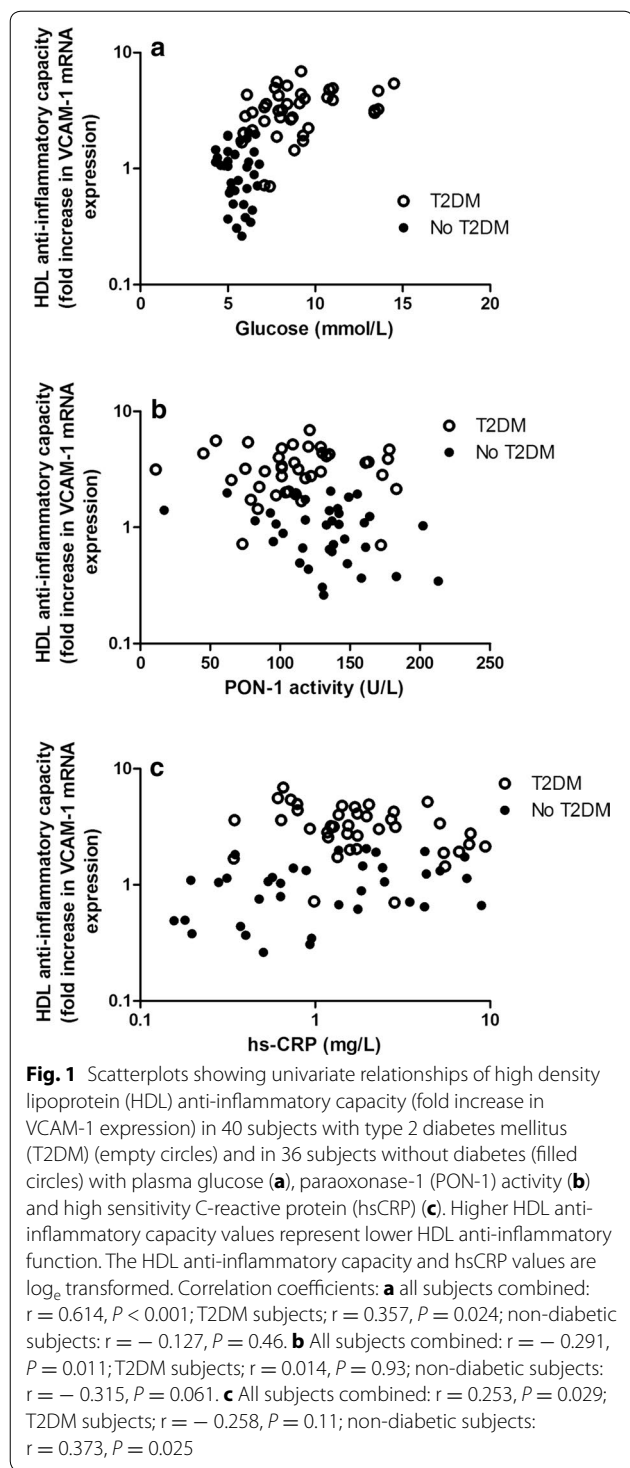 a
HDL anti-inflammatory capacity
(fold increase in VCAM-1 mRNA
expression)
10
1
0.1
T2DM
No T2DM
0 5 10 15 20
Glucose (mmol/L)
b
HDL anti-inflammatory capacity
(fold increase in VCAM-1 mRNA
expression)
10
1
0.1
T2DM
No T2DM
0 50 100 150 200 250
PON-1 activity (U/L)
c
HDL anti-inflammatory capacity
(fold increase in VCAM-1 mRNA
expression)
10
1
0.1
T2DM
No T2DM
0.1 1 10
hs-CRP (mg/L)
Fig. 1 Scatterplots showing univariate relationships of high density
lipoprotein (HDL) anti-inflammatory capacity (fold increase in
VCAM-1 expression) in 40 subjects with type 2 diabetes mellitus
(T2DM) (empty circles) and in 36 subjects without diabetes (filled
circles) with plasma glucose (a), paraoxonase-1 (PON-1) activity (b)
and high sensitivity C-reactive protein (hsCRP) (c). Higher HDL anti-
inflammatory capacity values represent lower HDL anti-inflammatory
function. The HDL anti-inflammatory capacity and hsCRP values are
logₑ transformed. Correlation coefficients: a all subjects combined:
r = 0.614, P < 0.001; T2DM subjects; r = 0.357, P = 0.024; non-diabetic
subjects: r = − 0.127, P = 0.46. b All subjects combined: r = − 0.291,
P = 0.011; T2DM subjects; r = 0.014, P = 0.93; non-diabetic subjects:
r = − 0.315, P = 0.061. c All subjects combined: r = 0.253, P = 0.029;
T2DM subjects; r = − 0.258, P = 0.11; non-diabetic subjects:
r = 0.373, P = 0.025